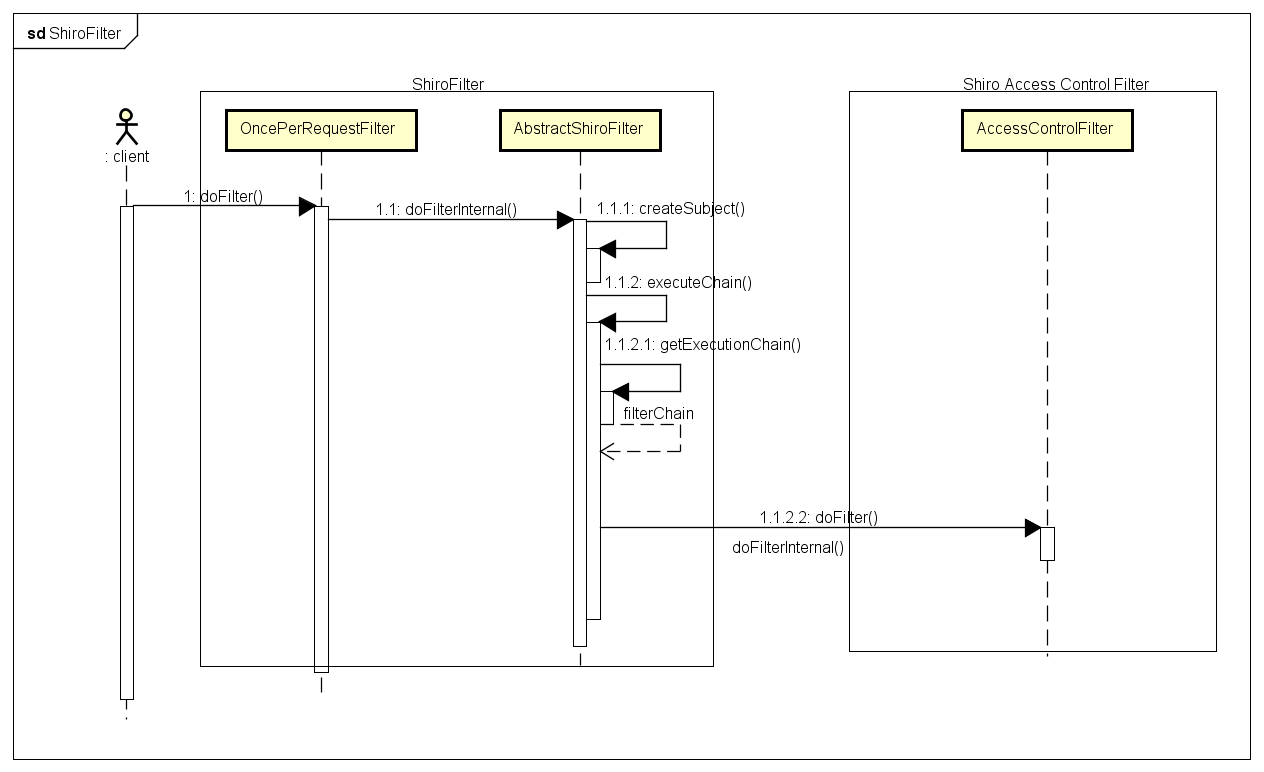 sd ShiroFilter
ShiroFilter
Shiro Access Control Filter
OncePerRequestFilter
AbstractShiroFilter
AccessControlFilter
: client
1: doFilter()
1.1: doFilterInternal()
1.1.1: createSubject()
1.1.2: executeChain()
1.1.2.1: getExecutionChain()
filterChain
1.1.2.2: doFilter()
doFilterInternal()